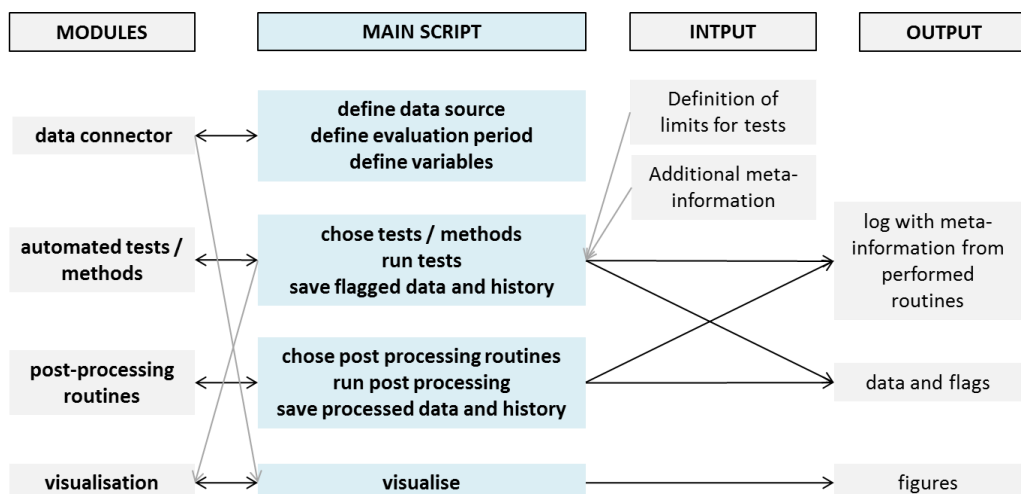 MODULES
MAIN SCRIPT
INTPUT
OUTPUT
data connector
define data source
define evaluation period
define variables
Definition of
limits for tests
Additional meta-
information
automated tests /
methods
chose tests / methods
run tests
save flagged data and history
log with meta-
information from
performed
routines
post-processing
routines
chose post processing routines
run post processing
save processed data and history
data and flags
visualisation
visualise
figures